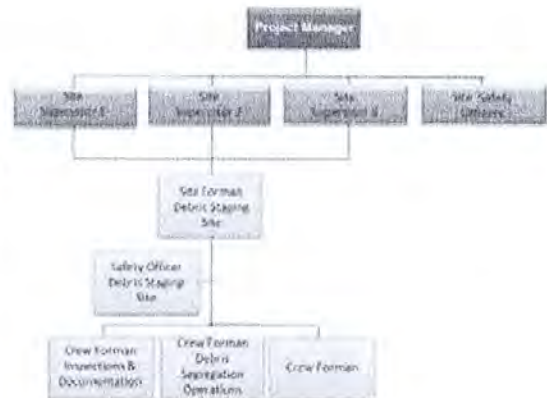 Project Manager
Site
Supervisor 1
Site
Supervisor 2
Site
Supervisor 3
Site Safety
Officers
Site Forman
Debris Staging
Site
Safety Officer
Debris Staging
Site
Crew Forman
Inspections &
Documentation
Crew Forman
Debris
Segregation
Operations
Crew Forman